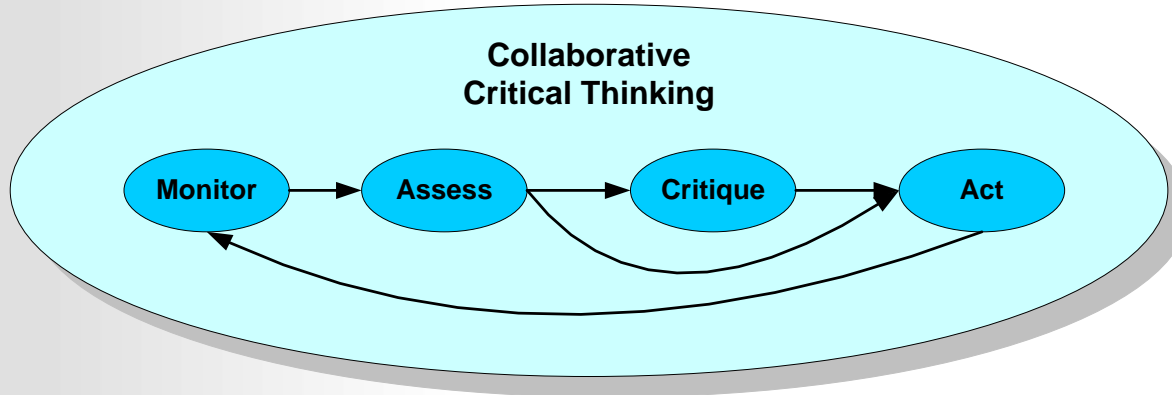 Collaborative
Critical Thinking
Monitor
Assess
Critique
Act